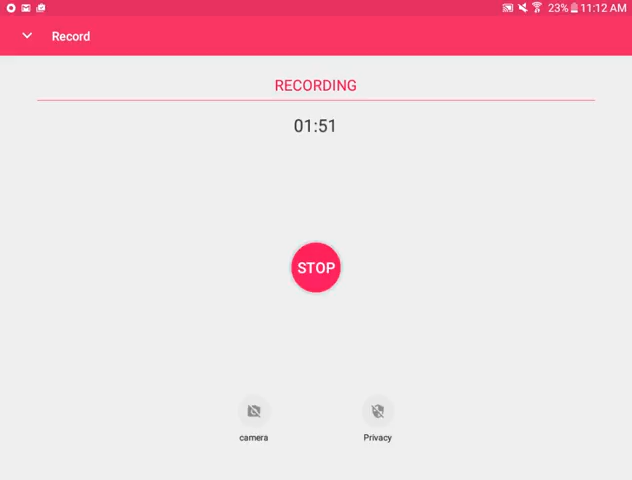 23% 11:12 AM
Record
RECORDING
01:51
STOP
camera
Privacy